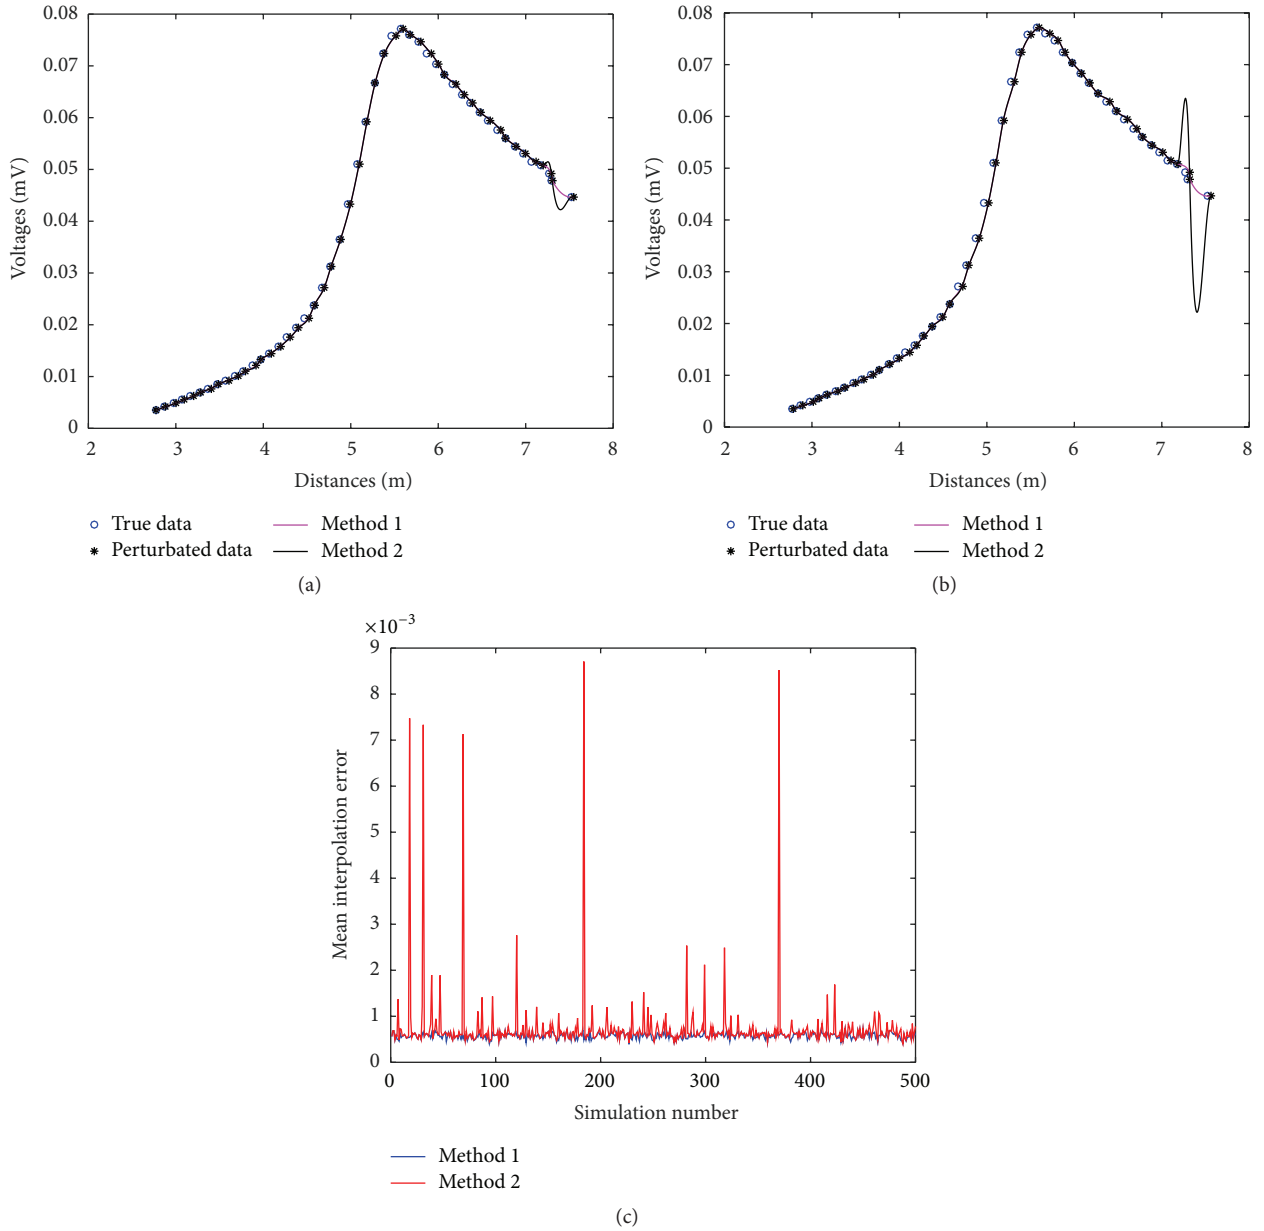 0.08
0.07
0.06
0.05
0.04
0.03
0.02
0.01
0
Voltages (mV)
2 3 4 5 6 7 8
Distances (m)
True data
Perturbated data
Method 1
Method 2
(a)
0.08
0.07
0.06
0.05
0.04
0.03
0.02
0.01
0
Voltages (mV)
2 3 4 5 6 7 8
Distances (m)
True data
Perturbated data
Method 1
Method 2
(b)
×10⁻³
9
8
7
6
5
4
3
2
1
0
Mean interpolation error
0 100 200 300 400 500
Simulation number
Method 1
Method 2
(c)